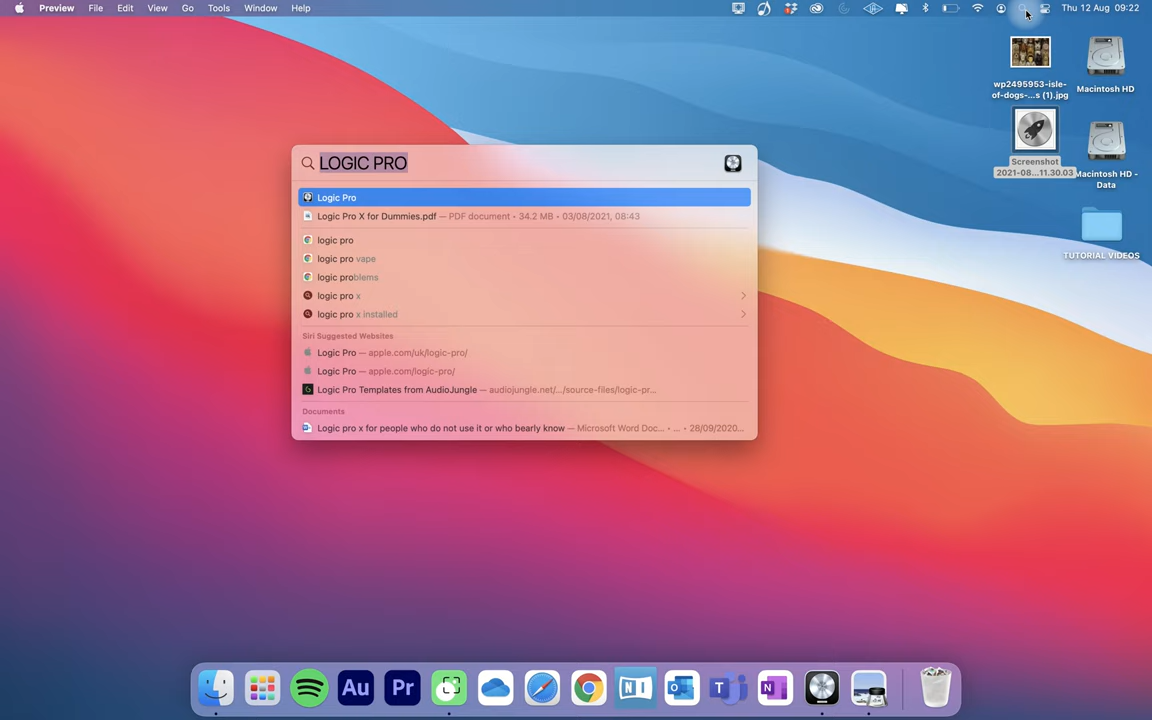 Preview File Edit View Go Tools Window Help Thu 12 Aug 09:22
wp2495953-isle-
of-dogs-...s (1).jpg
Macintosh HD
Screenshot
2021-08...11.30.03
Macintosh HD -
Data
TUTORIAL VIDEOS
LOGIC PRO
Logic Pro
Logic Pro X for Dummies.pdf — PDF document • 34.2 MB • 03/08/2021, 08:43
logic pro
logic pro vape
logic problems
logic pro x
logic pro x installed
Siri Suggested Websites
Logic Pro — apple.com/uk/logic-pro/
Logic Pro — apple.com/logic-pro/
Logic Pro Templates from AudioJungle — audiojungle.net/.../source-files/logic-pr...
Documents
Logic pro x for people who do not use it or who bearly know — Microsoft Word Doc... • ... • 28/09/2020...
Au Pr NI O T N